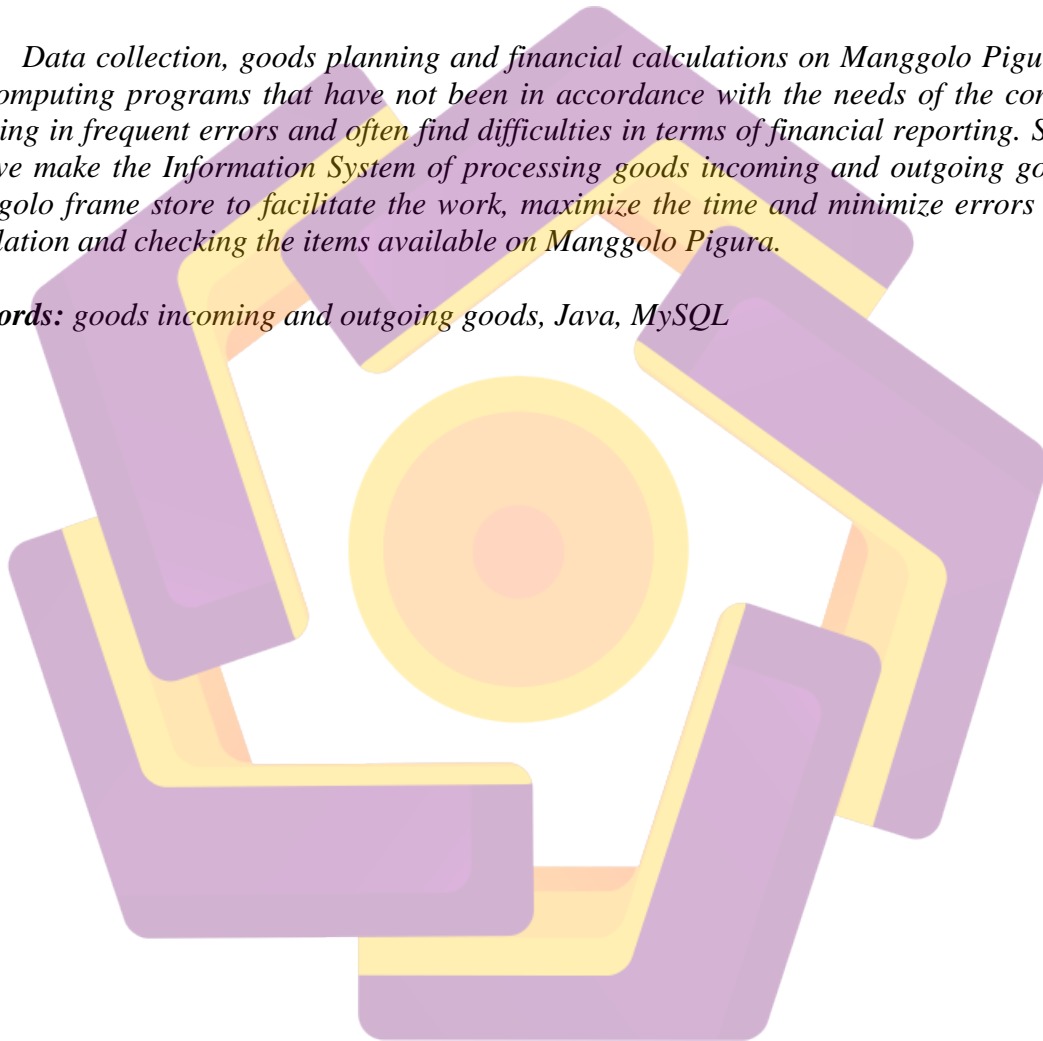 Data collection, goods planning and financial calculations on Manggolo Pigu
omputing programs that have not been in accordance with the needs of the con
ing in frequent errors and often find difficulties in terms of financial reporting. S
we make the Information System of processing goods incoming and outgoing go
golo frame store to facilitate the work, maximize the time and minimize errors
lation and checking the items available on Manggolo Pigura.
ords: goods incoming and outgoing goods, Java, MySQL